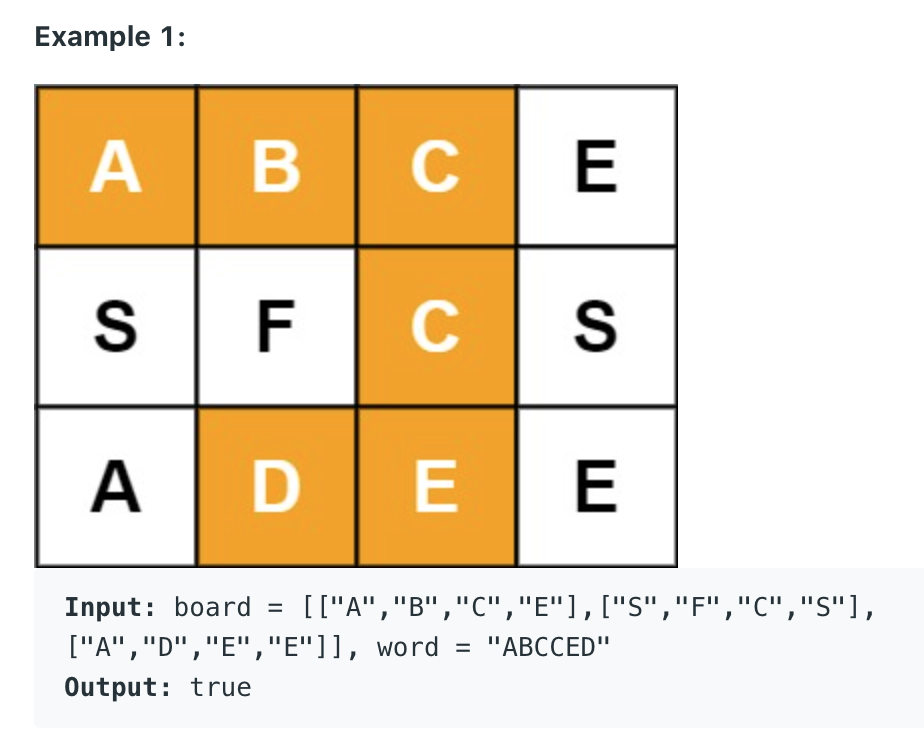 Example 1:
A B C E
S F C S
A D E E
Input: board = [["A","B","C","E"],["S","F","C","S"],
["A","D","E","E"]], word = "ABCCED"
Output: true